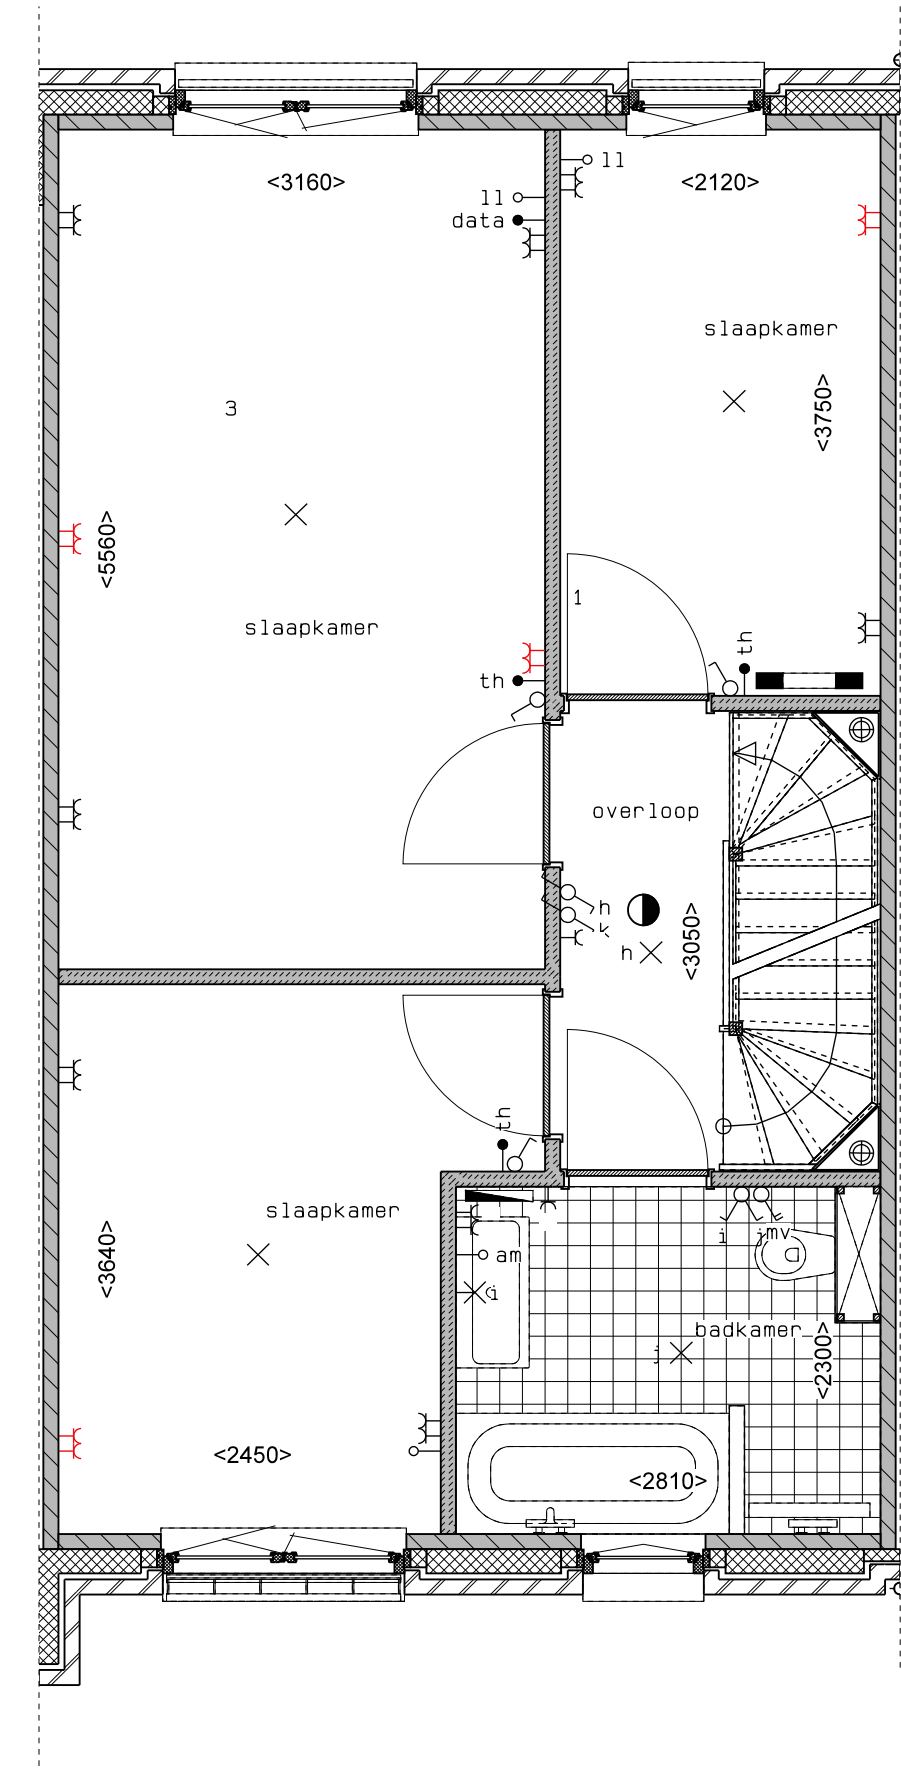 <3160>
<2120>
ll
ll
data
slaapkamer
<3750>
3
<5560>
slaapkamer
1
th
th
overloop
h
k
<3050>
h
th
slaapkamer
i
j
mv
am
i
<3640>
badkamer
j
<2300>
<2450>
<2810>